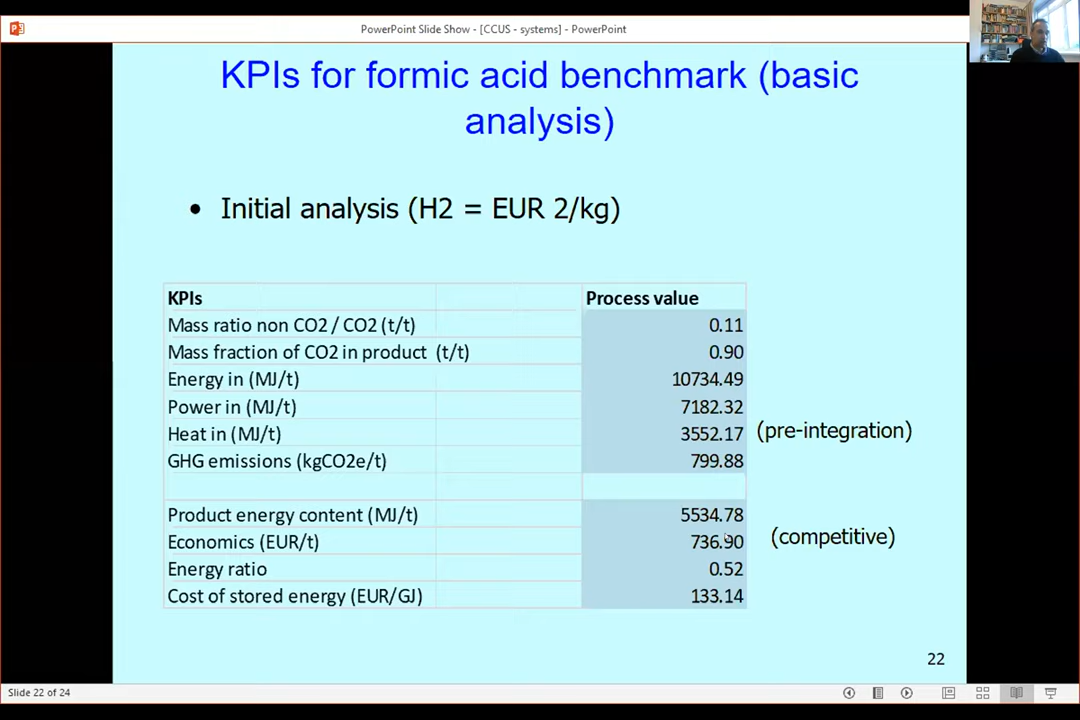 PowerPoint Slide Show - [CCUS - systems] - PowerPoint
KPIs for formic acid benchmark (basic
analysis)
• Initial analysis (H2 = EUR 2/kg)
KPIs Process value
Mass ratio non CO2 / CO2 (t/t) 0.11
Mass fraction of CO2 in product (t/t) 0.90
Energy in (MJ/t) 10734.49
Power in (MJ/t) 7182.32
Heat in (MJ/t) 3552.17 (pre-integration)
GHG emissions (kgCO2e/t) 799.88
Product energy content (MJ/t) 5534.78
Economics (EUR/t) 736.90 (competitive)
Energy ratio 0.52
Cost of stored energy (EUR/GJ) 133.14
22
Slide 22 of 24